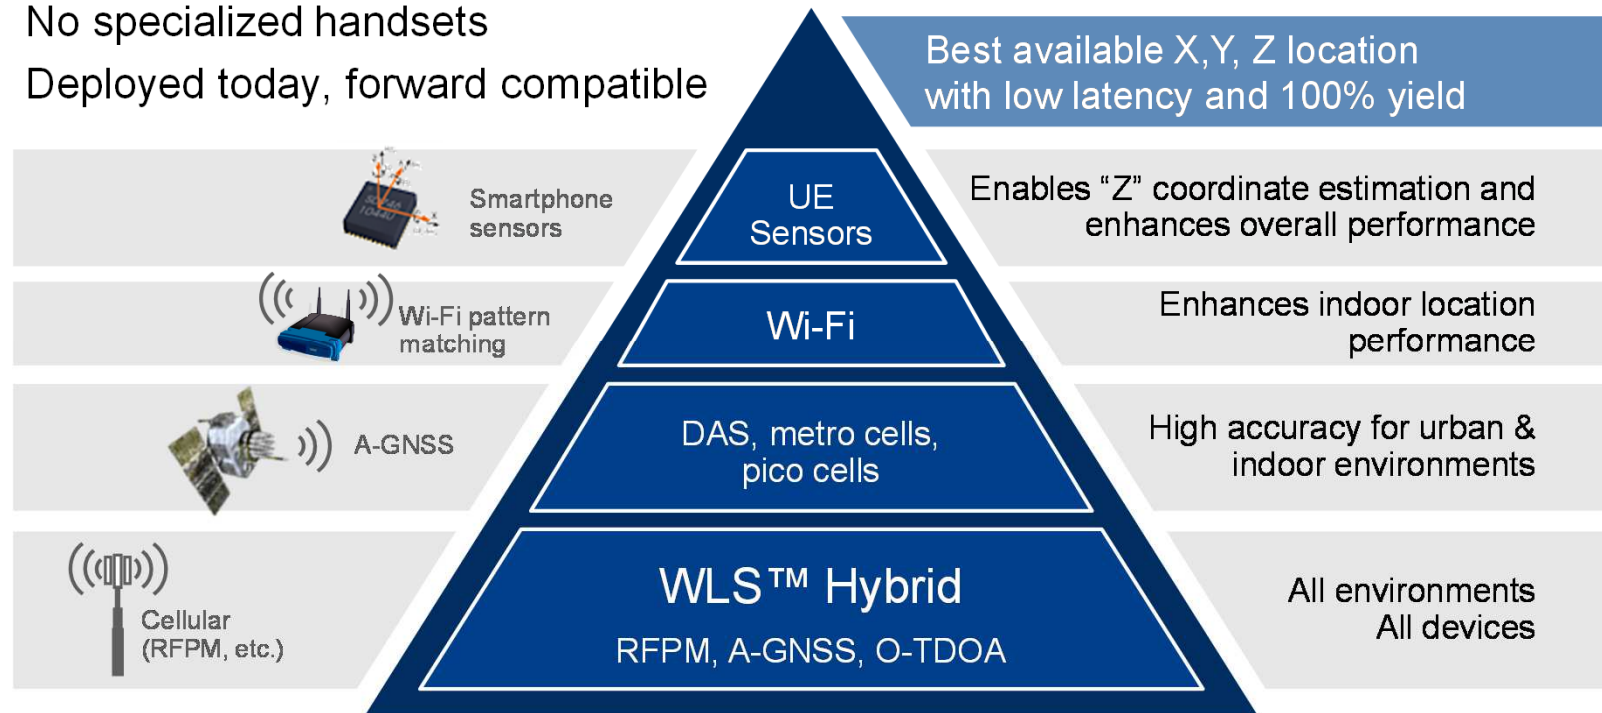 No specialized handsets
Deployed today, forward compatible
Best available X,Y, Z location
with low latency and 100% yield
Smartphone
sensors
UE
Sensors
Enables “Z” coordinate estimation and
enhances overall performance
Wi-Fi pattern
matching
Wi-Fi
Enhances indoor location
performance
A-GNSS
DAS, metro cells,
pico cells
High accuracy for urban &
indoor environments
Cellular
(RFPM, etc.)
WLS™ Hybrid
RFPM, A-GNSS, O-TDOA
All environments
All devices